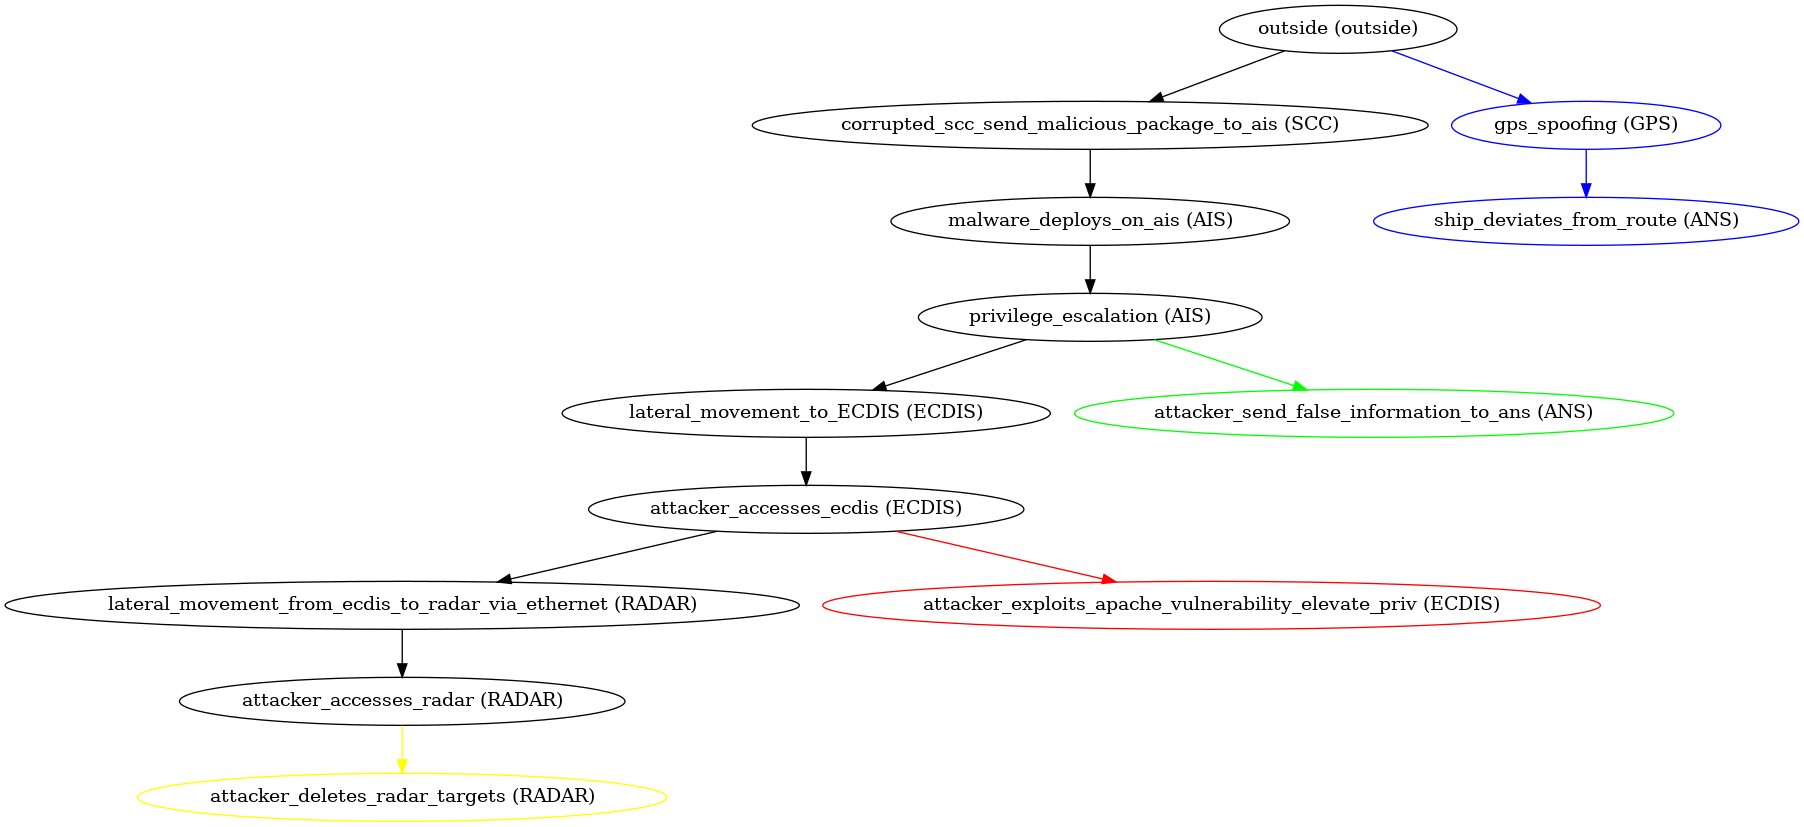 outside (outside)
corrupted_scc_send_malicious_package_to_ais (SCC)
gps_spoofing (GPS)
malware_deploys_on_ais (AIS)
ship_deviates_from_route (ANS)
privilege_escalation (AIS)
lateral_movement_to_ECDIS (ECDIS)
attacker_send_false_information_to_ans (ANS)
attacker_accesses_ecdis (ECDIS)
lateral_movement_from_ecdis_to_radar_via_ethernet (RADAR)
attacker_exploits_apache_vulnerability_elevate_priv (ECDIS)
attacker_accesses_radar (RADAR)
attacker_deletes_radar_targets (RADAR)